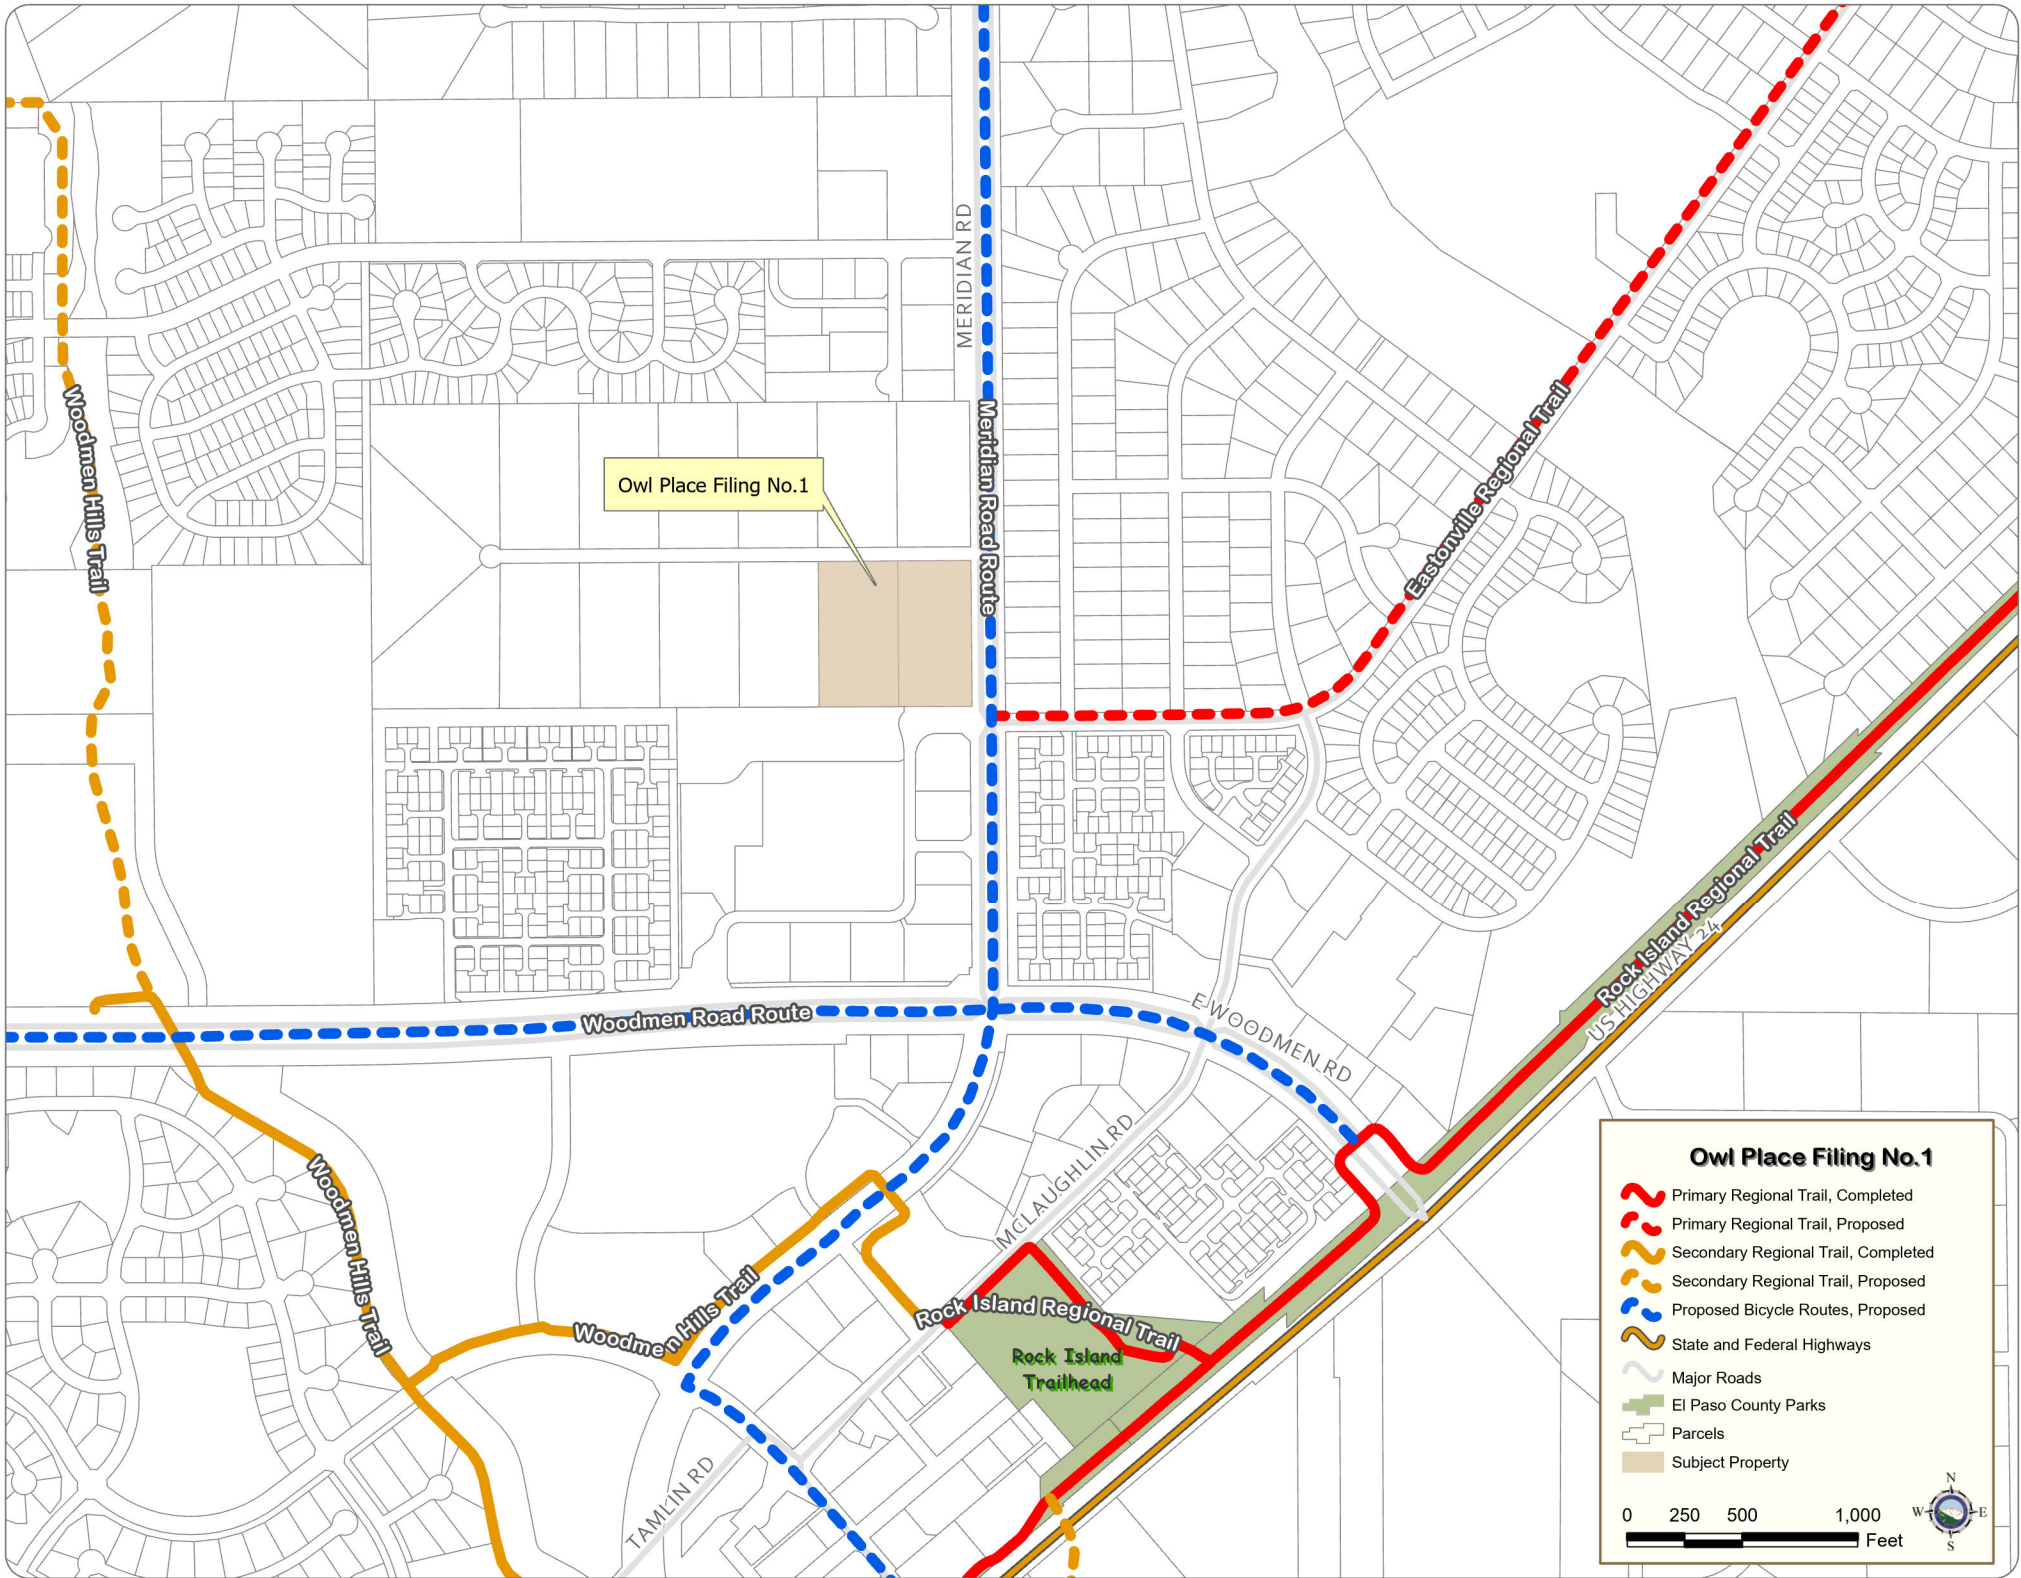 MERIDIAN RD
Woodmen Hills Trail
Meridian Road Route
Eastonville Regional Trail
Owl Place Filing No.1
Rock Island Regional Trail
US HIGHWAY 24
Woodmen Road Route
E WOODMEN RD
MCLAUGHLIN RD
Woodmen Hills Trail
Woodmen Hills Trail
Rock Island Regional Trail
Rock Island
Trailhead
TAMLIN RD
Owl Place Filing No.1
Primary Regional Trail, Completed
Primary Regional Trail, Proposed
Secondary Regional Trail, Completed
Secondary Regional Trail, Proposed
Proposed Bicycle Routes, Proposed
State and Federal Highways
Major Roads
El Paso County Parks
Parcels
Subject Property
0 250 500 1,000
Feet
N
W E
S